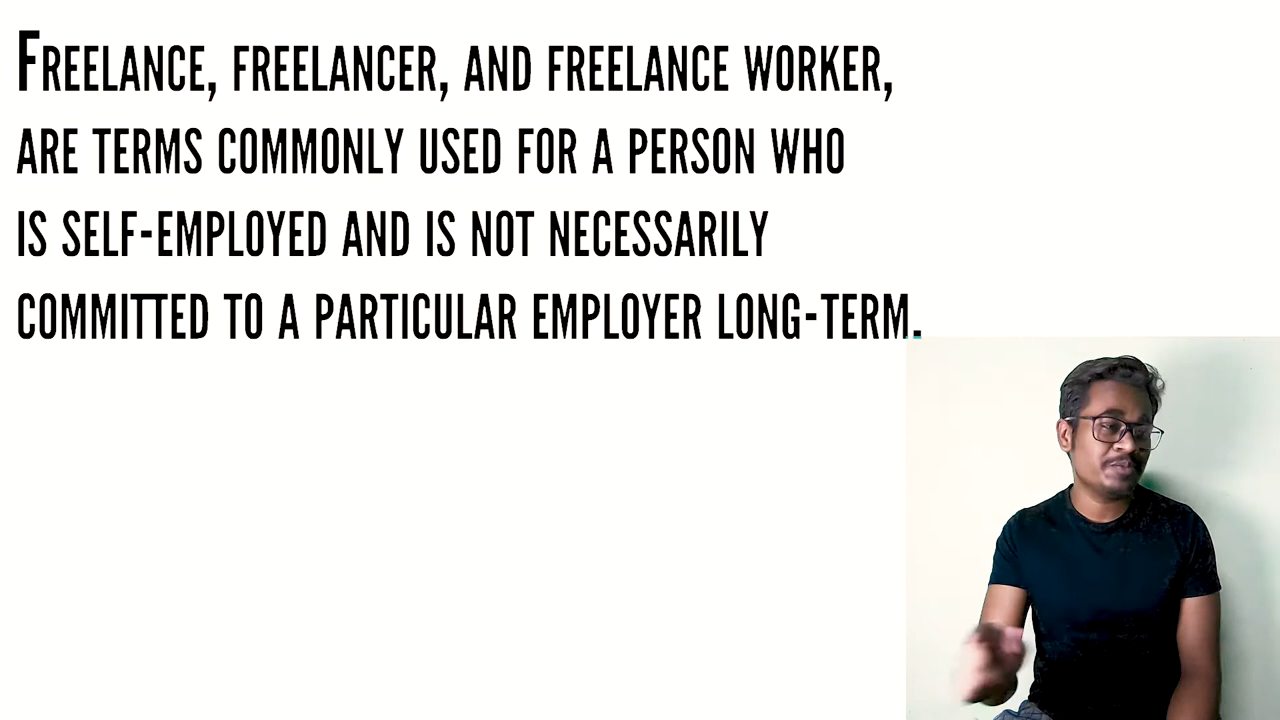 Freelance, freelancer, and freelance worker,
are terms commonly used for a person who
is self-employed and is not necessarily
committed to a particular employer long-term.